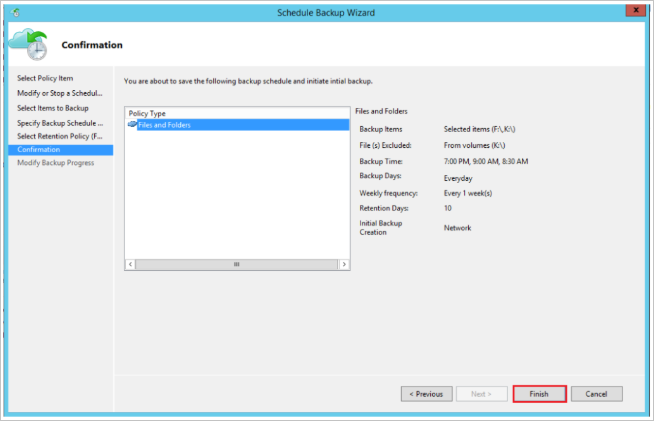 Schedule Backup Wizard
x
Confirmation
Select Policy Item
Modify or Stop a Schedul...
Select Items to Backup
Specify Backup Schedule ...
Select Retention Policy (F...
Confirmation
Modify Backup Progress
You are about to save the following backup schedule and initiate intial backup.
Policy Type
Files and Folders
Files and Folders
Backup Items Selected items (F:\,K:\)
File (s) Excluded: From volumes (K:\)
Backup Time: 7:00 PM, 9:00 AM, 8:30 AM
Backup Days: Everyday
Weekly frequency: Every 1 week(s)
Retention Days: 10
Initial Backup
Creation Network
< Previous Next > Finish Cancel